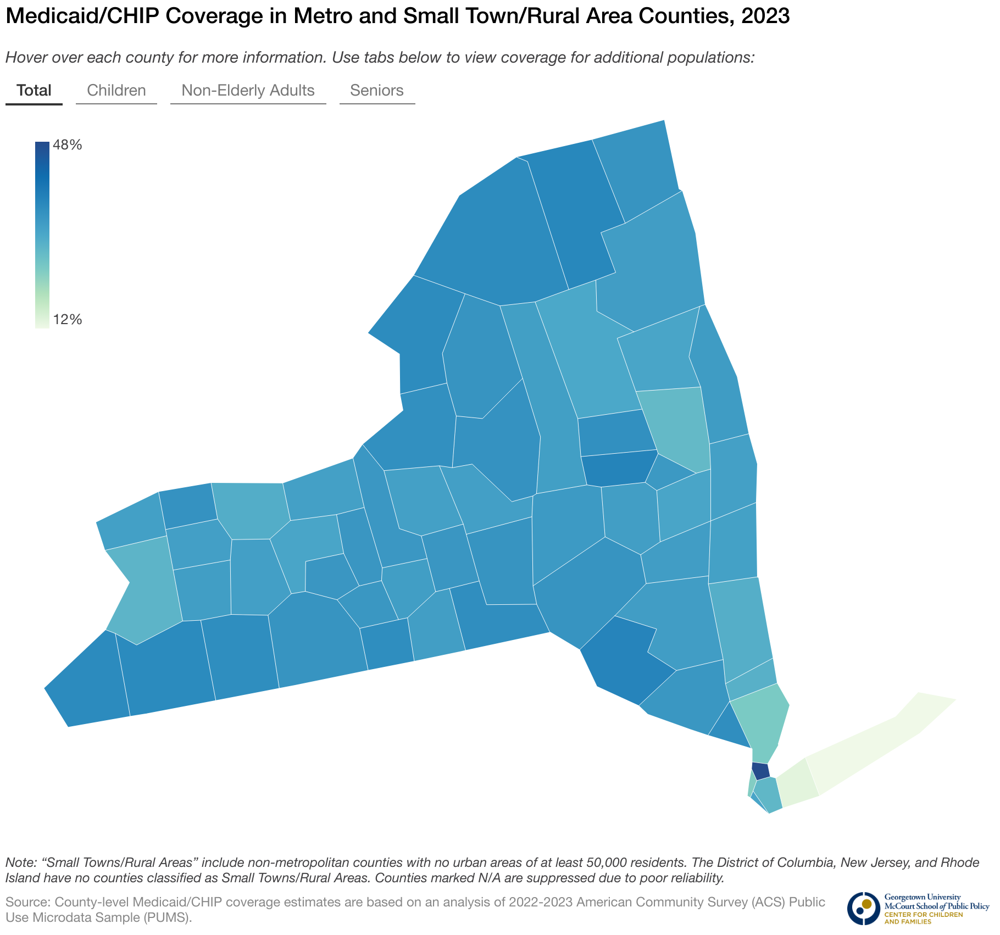 Medicaid/CHIP Coverage in Metro and Small Town/Rural Area Counties, 2023
Hover over each county for more information. Use tabs below to view coverage for additional populations:
Total Children Non-Elderly Adults Seniors
48%
12%
Note: “Small Towns/Rural Areas” include non-metropolitan counties with no urban areas of at least 50,000 residents. The District of Columbia, New Jersey, and Rhode
Island have no counties classified as Small Towns/Rural Areas. Counties marked N/A are suppressed due to poor reliability.
Source: County-level Medicaid/CHIP coverage estimates are based on an analysis of 2022-2023 American Community Survey (ACS) Public
Use Microdata Sample (PUMS).
Georgetown University
McCourt School of Public Policy
CENTER FOR CHILDREN
AND FAMILIES